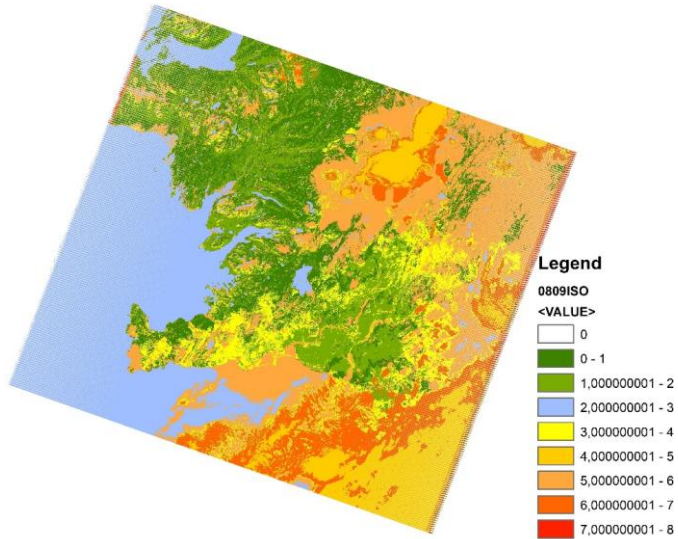 Legend
0809ISO
<VALUE>
0
0 - 1
1,000000001 - 2
2,000000001 - 3
3,000000001 - 4
4,000000001 - 5
5,000000001 - 6
6,000000001 - 7
7,000000001 - 8